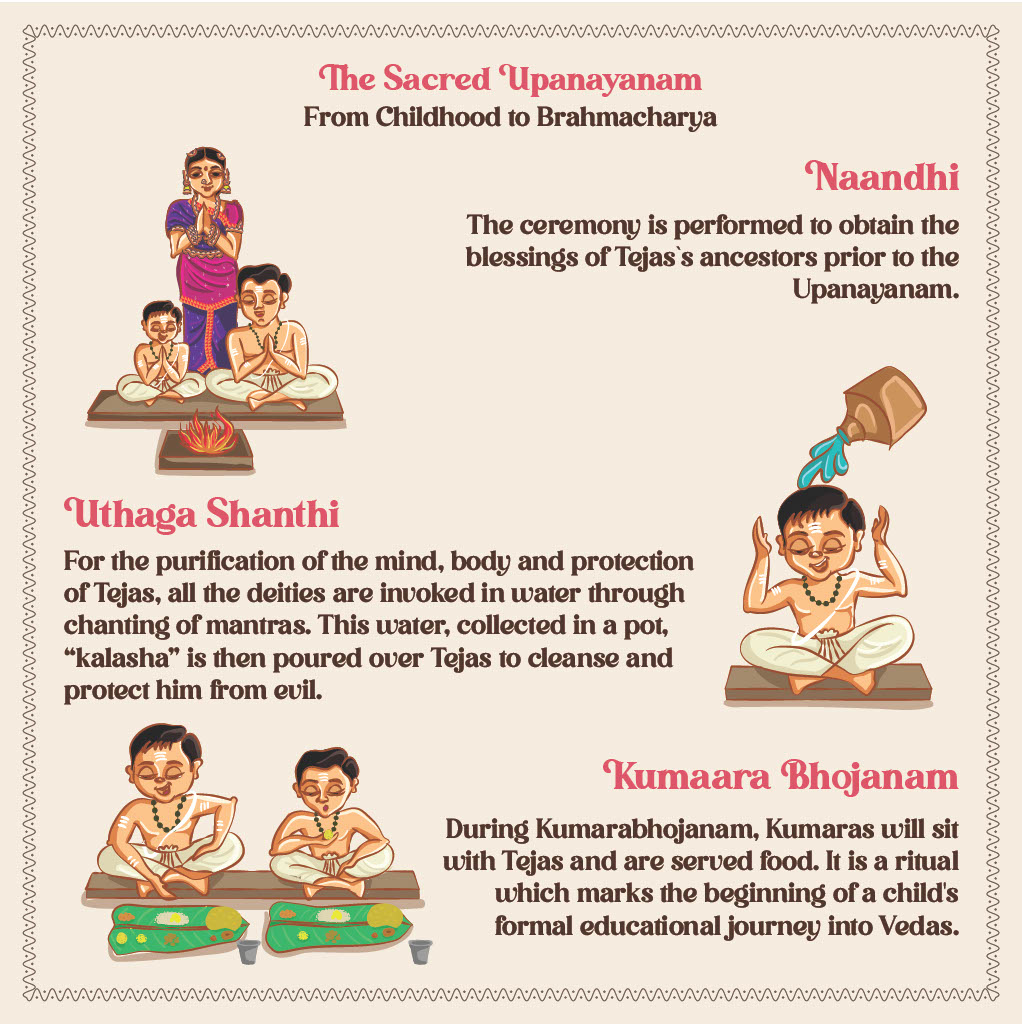 The Sacred Upanayanam
From Childhood to Brahmacharya
Naandhi
The ceremony is performed to obtain the
blessings of Tejas`s ancestors prior to the
Upanayanam.
Uthaga Shanthi
For the purification of the mind, body and protection
of Tejas, all the deities are invoked in water through
chanting of mantras. This water, collected in a pot,
“kalasha” is then poured over Tejas to cleanse and
protect him from evil.
Kumaara Bhojanam
During Kumarabhojanam, Kumaras will sit
with Tejas and are served food. It is a ritual
which marks the beginning of a child's
formal educational journey into Vedas.